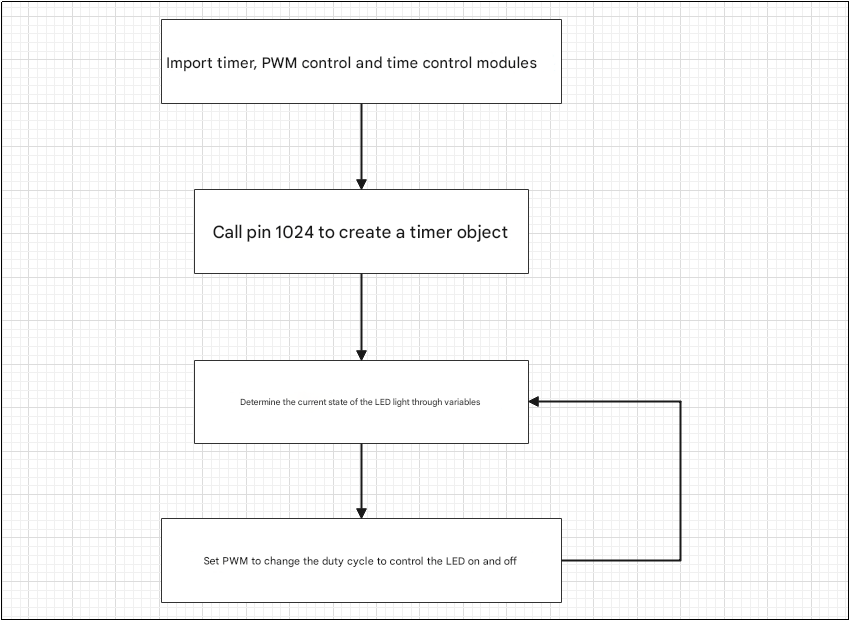 Import timer, PWM control and time control modules
Call pin 1024 to create a timer object
Determine the current state of the LED light through variables
Set PWM to change the duty cycle to control the LED on and off